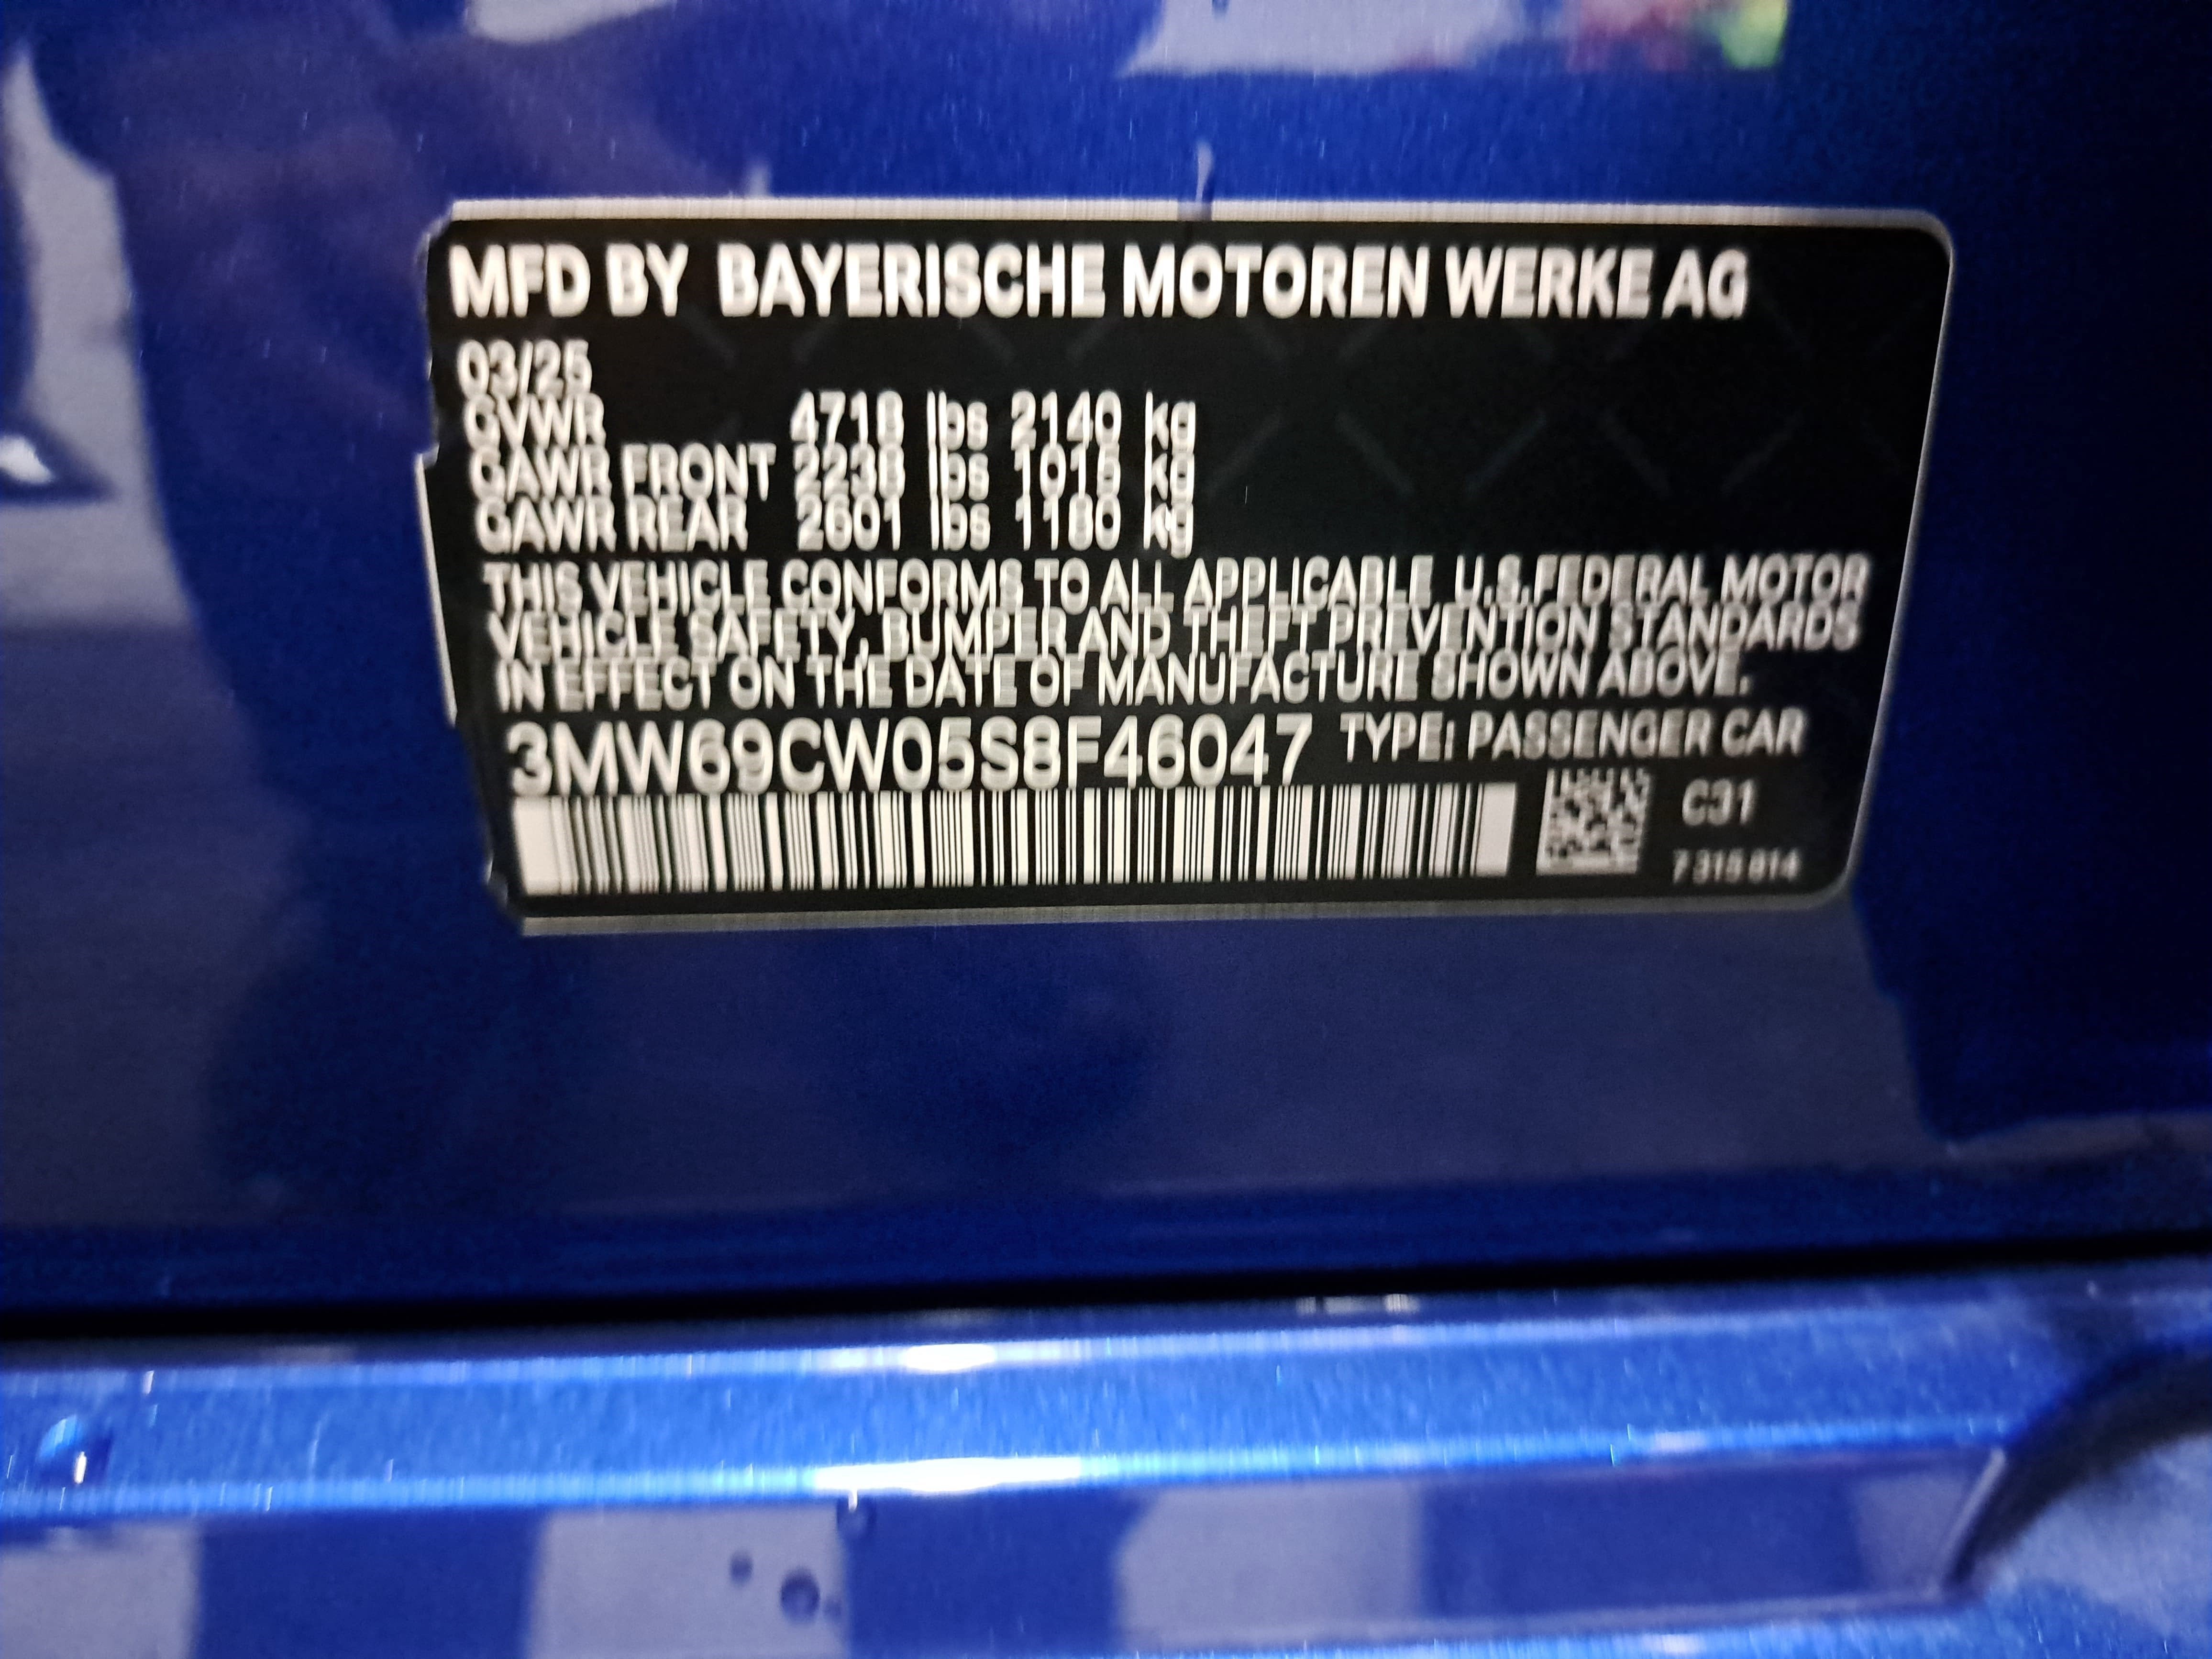 MFD BY BAYERISCHE MOTOREN WERKE AG
03/25
GVWR 4718 lbs 2140 kg
GAWR FRONT 2238 lbs 1015 kg
GAWR REAR 2601 lbs 1180 kg
THIS VEHICLE CONFORMS TO ALL APPLICABLE U.S.FEDERAL MOTOR
VEHICLE SAFETY, BUMPER AND THEFT PREVENTION STANDARDS
IN EFFECT ON THE DATE OF MANUFACTURE SHOWN ABOVE.
3MW69CW05S8F46047 TYPE: PASSENGER CAR
C31
7 315 814